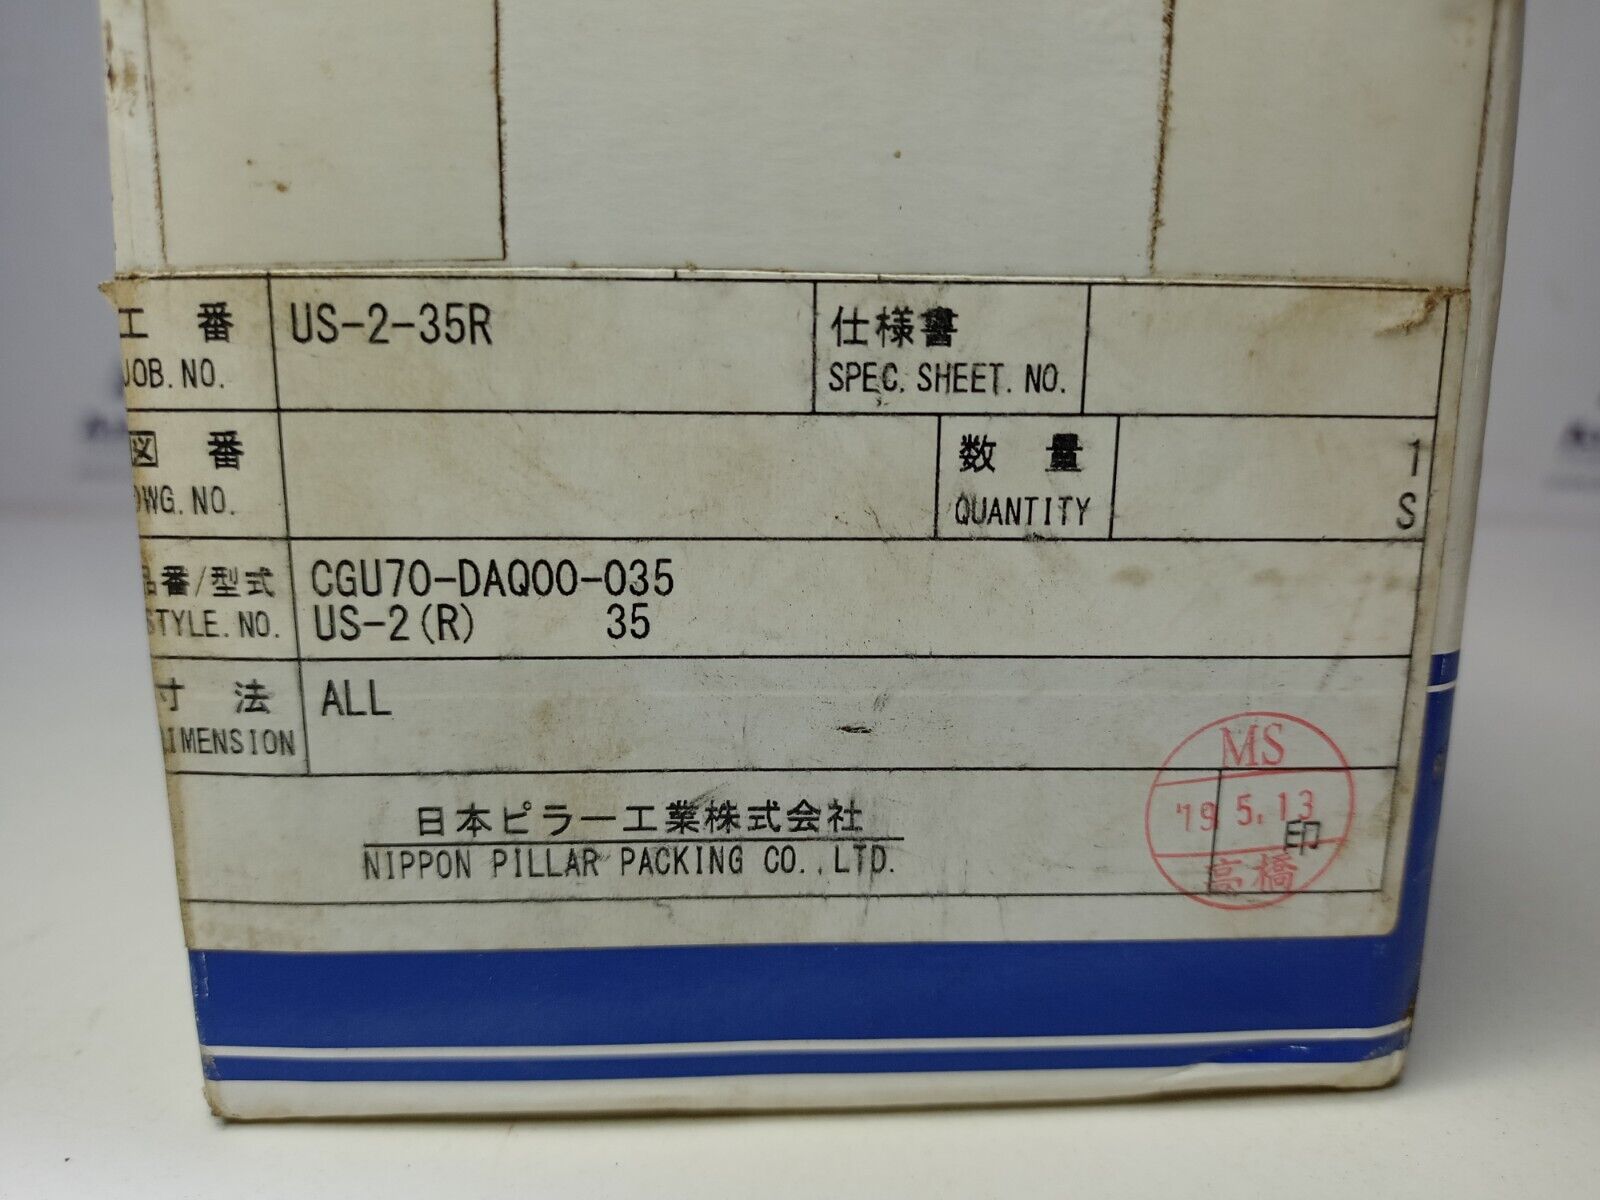 工 番 US-2-35R 仕様書
JOB. NO. SPEC. SHEET. NO.
図 番 数 量 1
DWG. NO. QUANTITY S
品番/型式 CGU70-DAQ00-035
STYLE. NO. US-2(R) 35
寸 法 ALL
DIMENSION
MS
'19 5.13
印
高橋
日本ピラー工業株式会社
NIPPON PILLAR PACKING CO.,LTD.